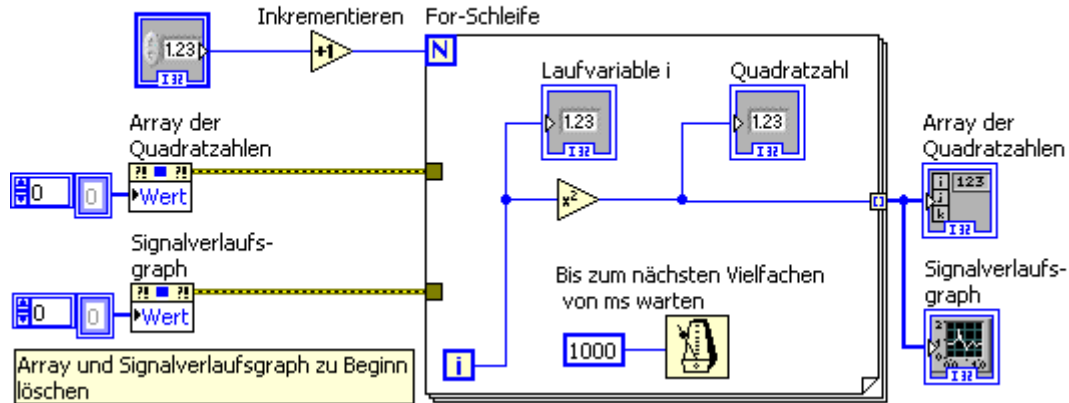 Inkrementieren
For-Schleife
1.23
I32
+1
N
Laufvariable i
Quadratzahl
1.23
I32
1.23
I32
Array der
Quadratzahlen
?! ?!
Wert
0
0
x²
Array der
Quadratzahlen
i
j
k
123
I32
Signalverlaufs-
graph
?! ?!
Wert
0
0
Bis zum nächsten Vielfachen
von ms warten
1000
i
Signalverlaufs-
graph
I32
Array und Signalverlaufsgraph zu Beginn
löschen